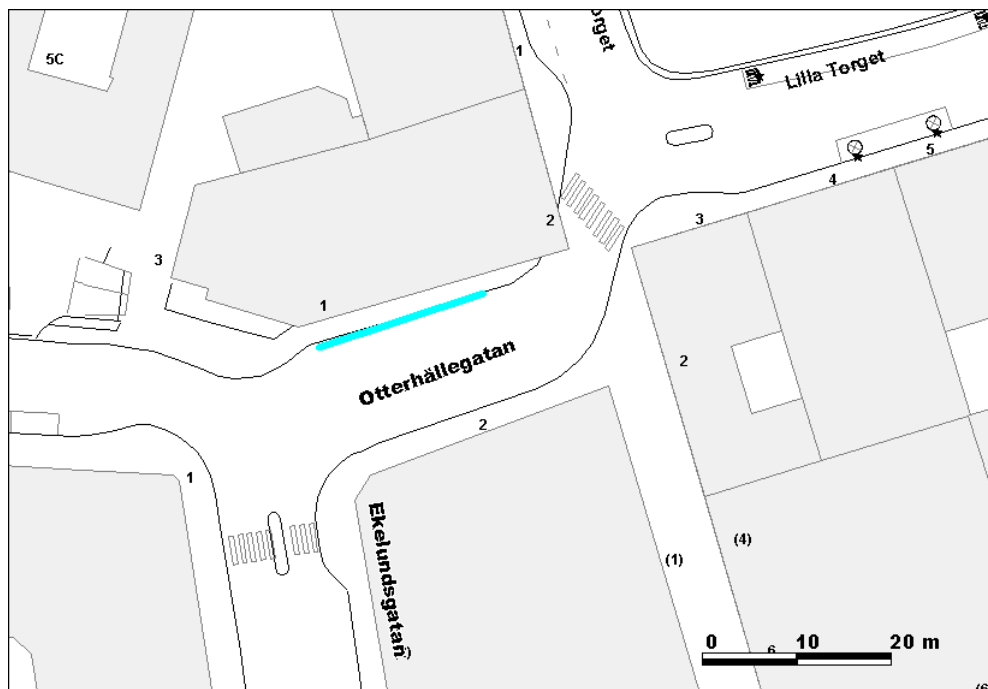 1
orget
5C
Lilla Torget
5
4
2
3
3
1
Otterhällegatan
2
2
1
Ekelundsgatan
(4)
(1)
0 10 20 m
6